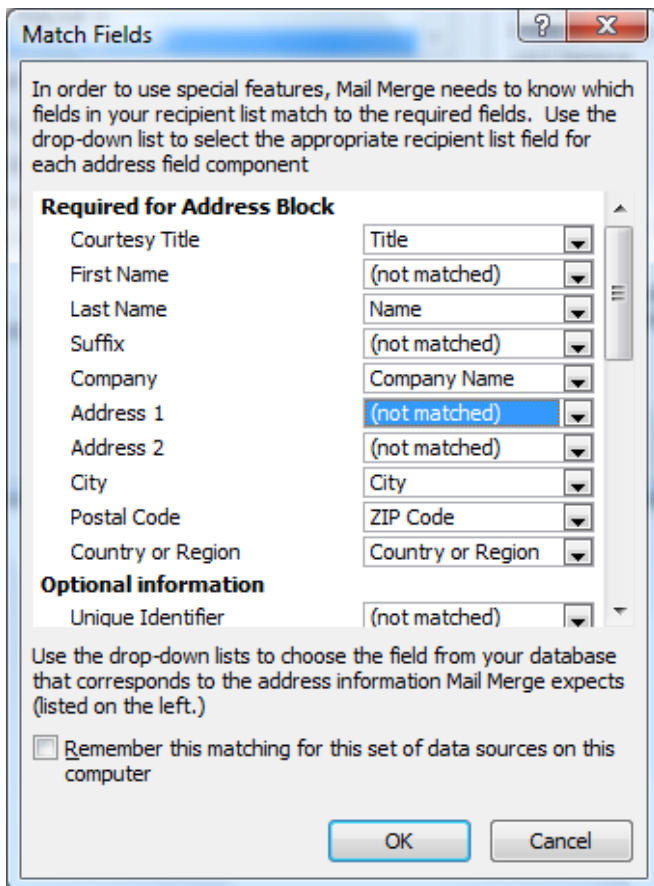 Match Fields
In order to use special features, Mail Merge needs to know which
fields in your recipient list match to the required fields.  Use the
drop-down list to select the appropriate recipient list field for
each address field component
Required for Address Block
Courtesy Title Title
First Name (not matched)
Last Name Name
Suffix (not matched)
Company Company Name
Address 1 (not matched)
Address 2 (not matched)
City City
Postal Code ZIP Code
Country or Region Country or Region
Optional information
Unique Identifier (not matched)
Use the drop-down lists to choose the field from your database
that corresponds to the address information Mail Merge expects
(listed on the left.)
Remember this matching for this set of data sources on this
computer
OK Cancel